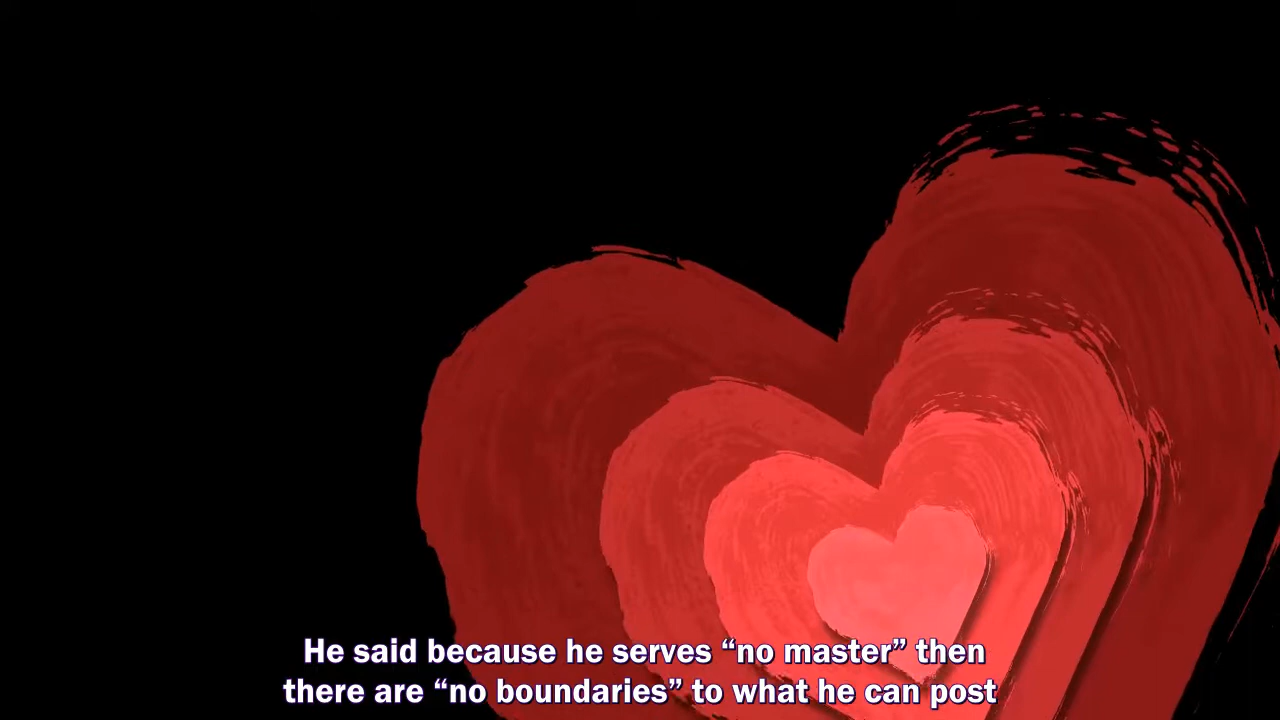 He said because he serves “no master” then
there are “no boundaries” to what he can post